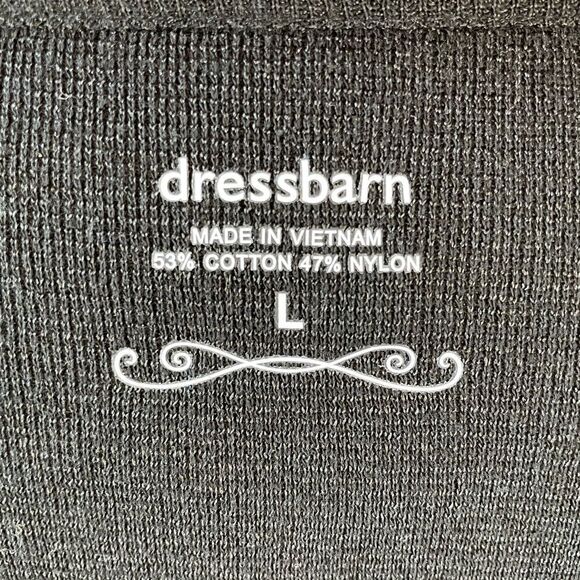 dressbarn
MADE IN VIETNAM
53% COTTON 47% NYLON
L